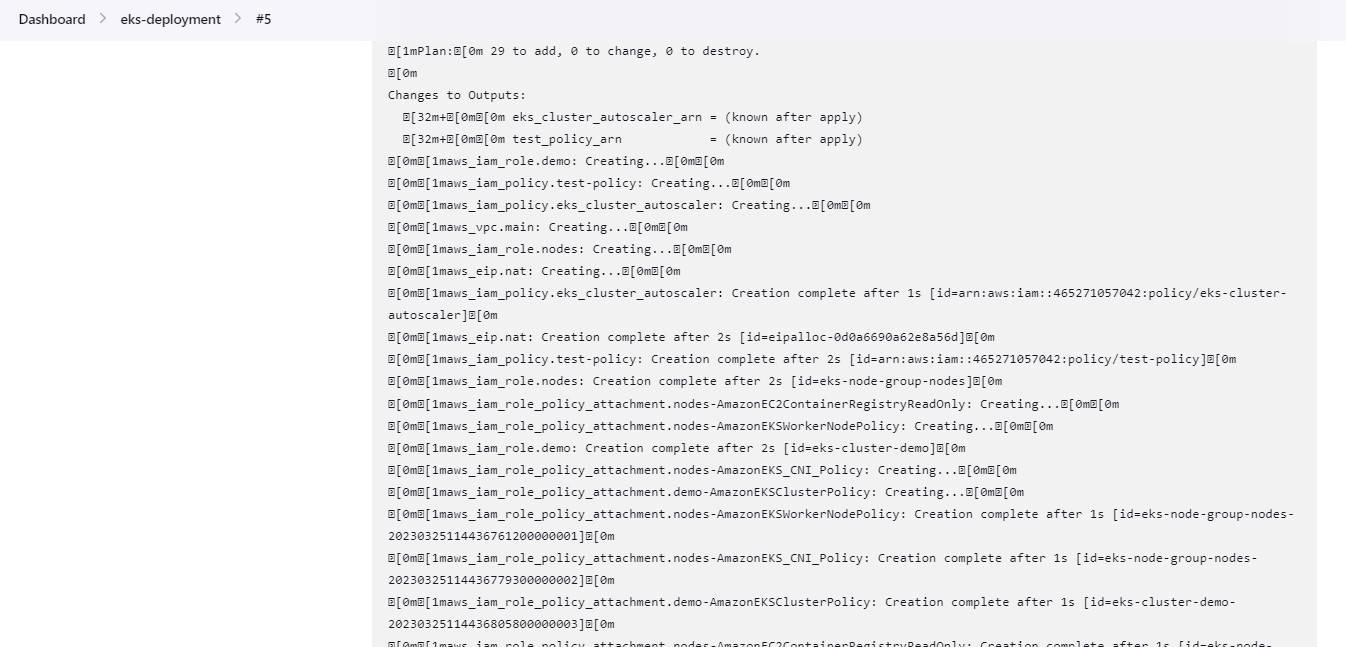 Dashboard > eks-deployment > #5
␛[1mPlan:␛[0m 29 to add, 0 to change, 0 to destroy.
␛[0m
Changes to Outputs:
␛[32m+␛[0m␛[0m eks_cluster_autoscaler_arn = (known after apply)
␛[32m+␛[0m␛[0m test_policy_arn            = (known after apply)
␛[0m␛[1maws_iam_role.demo: Creating...␛[0m␛[0m
␛[0m␛[1maws_iam_policy.test-policy: Creating...␛[0m␛[0m
␛[0m␛[1maws_iam_policy.eks_cluster_autoscaler: Creating...␛[0m␛[0m
␛[0m␛[1maws_vpc.main: Creating...␛[0m␛[0m
␛[0m␛[1maws_iam_role.nodes: Creating...␛[0m␛[0m
␛[0m␛[1maws_eip.nat: Creating...␛[0m␛[0m
␛[0m␛[1maws_iam_policy.eks_cluster_autoscaler: Creation complete after 1s [id=arn:aws:iam::465271057042:policy/eks-cluster-
autoscaler]␛[0m
␛[0m␛[1maws_eip.nat: Creation complete after 2s [id=eipalloc-0d0a6690a62e8a56d]␛[0m
␛[0m␛[1maws_iam_policy.test-policy: Creation complete after 2s [id=arn:aws:iam::465271057042:policy/test-policy]␛[0m
␛[0m␛[1maws_iam_role.nodes: Creation complete after 2s [id=eks-node-group-nodes]␛[0m
␛[0m␛[1maws_iam_role_policy_attachment.nodes-AmazonEC2ContainerRegistryReadOnly: Creating...␛[0m␛[0m
␛[0m␛[1maws_iam_role_policy_attachment.nodes-AmazonEKSWorkerNodePolicy: Creating...␛[0m␛[0m
␛[0m␛[1maws_iam_role.demo: Creation complete after 2s [id=eks-cluster-demo]␛[0m
␛[0m␛[1maws_iam_role_policy_attachment.nodes-AmazonEKS_CNI_Policy: Creating...␛[0m␛[0m
␛[0m␛[1maws_iam_role_policy_attachment.demo-AmazonEKSClusterPolicy: Creating...␛[0m␛[0m
␛[0m␛[1maws_iam_role_policy_attachment.nodes-AmazonEKSWorkerNodePolicy: Creation complete after 1s [id=eks-node-group-nodes-
20230325114436761200000001]␛[0m
␛[0m␛[1maws_iam_role_policy_attachment.nodes-AmazonEKS_CNI_Policy: Creation complete after 1s [id=eks-node-group-nodes-
20230325114436779300000002]␛[0m
␛[0m␛[1maws_iam_role_policy_attachment.demo-AmazonEKSClusterPolicy: Creation complete after 1s [id=eks-cluster-demo-
20230325114436805800000003]␛[0m
␛[0m␛[1maws_iam_role_policy_attachment.nodes-AmazonEC2ContainerRegistryReadOnly: Creation complete after 1s [id=eks-node-